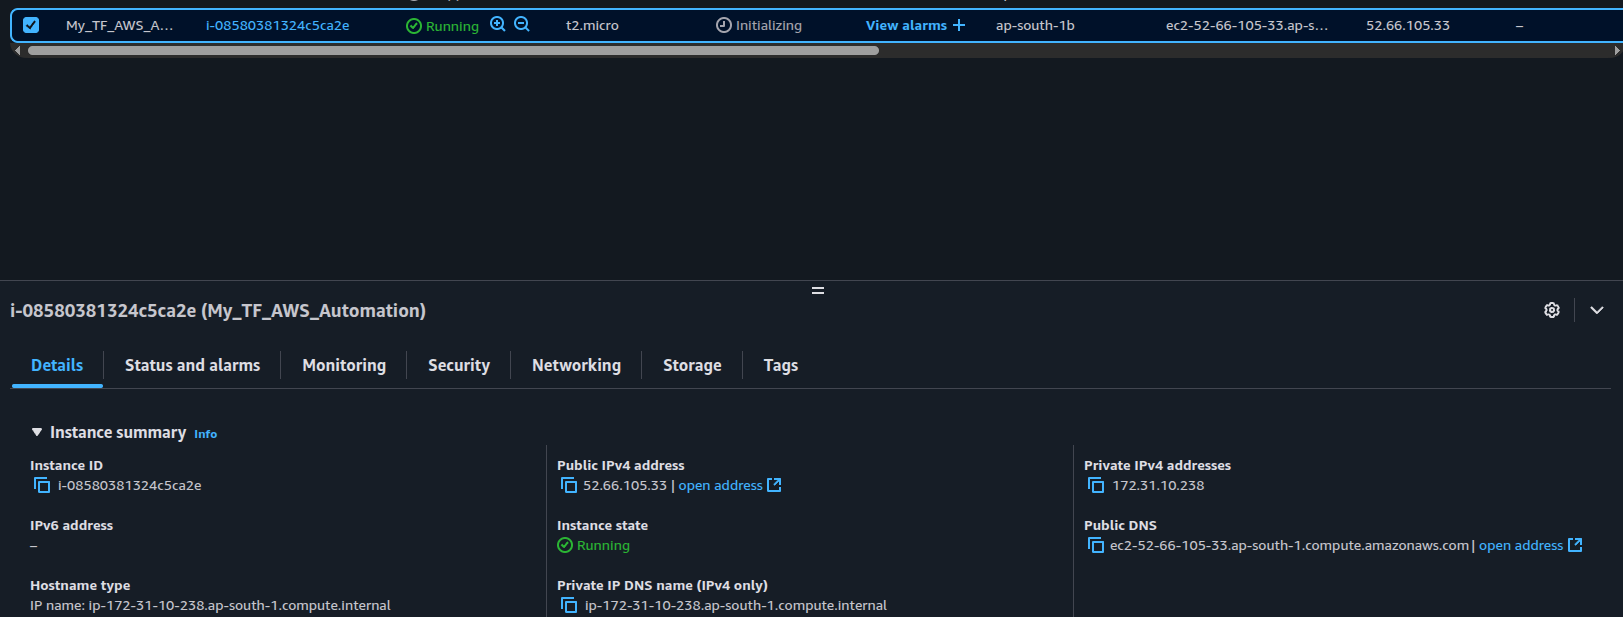 My_TF_AWS_A... i-08580381324c5ca2e Running t2.micro Initializing View alarms + ap-south-1b ec2-52-66-105-33.ap-s... 52.66.105.33 –
i-08580381324c5ca2e (My_TF_AWS_Automation)
Details Status and alarms Monitoring Security Networking Storage Tags
Instance summary Info
Instance ID
i-08580381324c5ca2e
Public IPv4 address
52.66.105.33 | open address
Private IPv4 addresses
172.31.10.238
IPv6 address
–
Instance state
Running
Public DNS
ec2-52-66-105-33.ap-south-1.compute.amazonaws.com | open address
Hostname type
IP name: ip-172-31-10-238.ap-south-1.compute.internal
Private IP DNS name (IPv4 only)
ip-172-31-10-238.ap-south-1.compute.internal